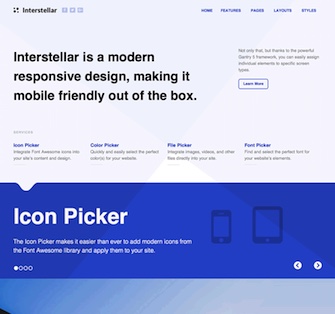 Interstellar
HOME FEATURES PAGES LAYOUTS STYLES
Interstellar is a modern
responsive design, making it
mobile friendly out of the box.
Not only that, but thanks to the powerful
Gantry 5 framework, you can easily assign
individual elements to specific screen
types.
Learn More
Icon Picker
Integrate Font Awesome icons into
your site's content and design.
Color Picker
Quickly and easily select the perfect
color(s) for your website.
File Picker
Integrate images, videos, and other
files directly into your site.
Font Picker
Find and select the perfect font for
your website's elements.
Icon Picker
The Icon Picker makes it easier than ever to add modern icons
from the Font Awesome library and apply them to your site.